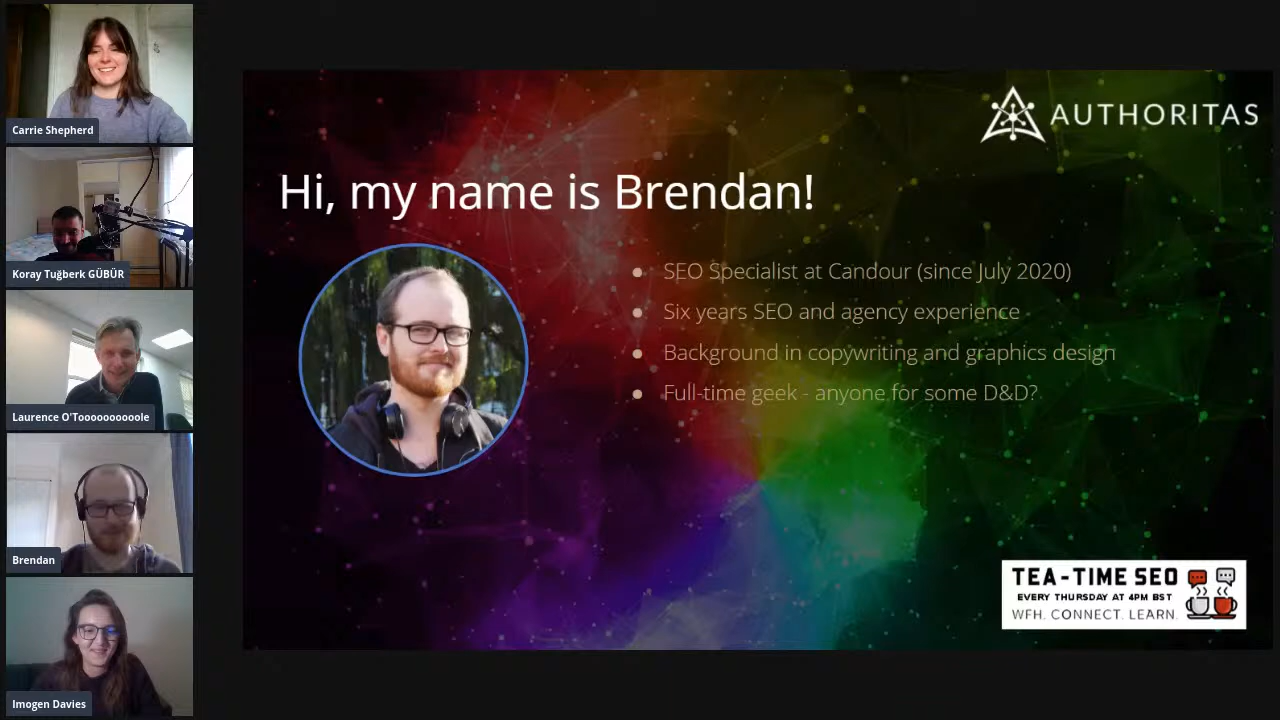 Carrie Shepherd
Koray Tuğberk GÜBÜR
Laurence O'Toooooooooole
Brendan
Imogen Davies
AUTHORITAS
Hi, my name is Brendan!
SEO Specialist at Candour (since July 2020)
Six years SEO and agency experience
Background in copywriting and graphics design
Full-time geek - anyone for some D&D?
TEA-TIME SEO
EVERY THURSDAY AT 4PM BST
WFH. CONNECT. LEARN.